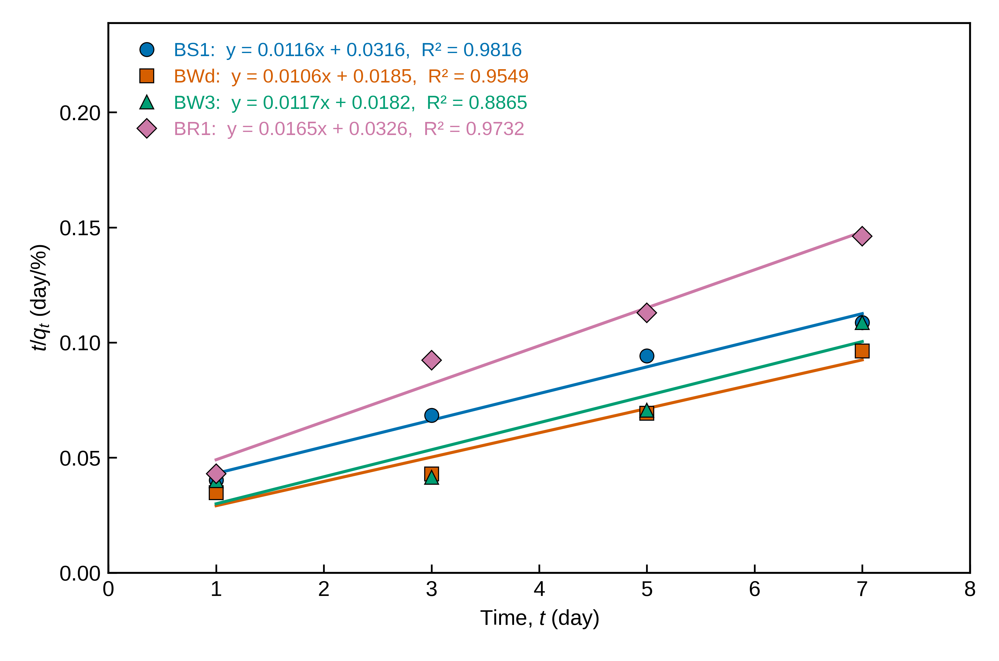 BS1: y = 0.0116x + 0.0316, R² = 0.9816
BWd: y = 0.0106x + 0.0185, R² = 0.9549
BW3: y = 0.0117x + 0.0182, R² = 0.8865
BR1: y = 0.0165x + 0.0326, R² = 0.9732
0.20
0.15
0.10
0.05
0.00
t/qt (day/%)
0 1 2 3 4 5 6 7 8
Time, t (day)